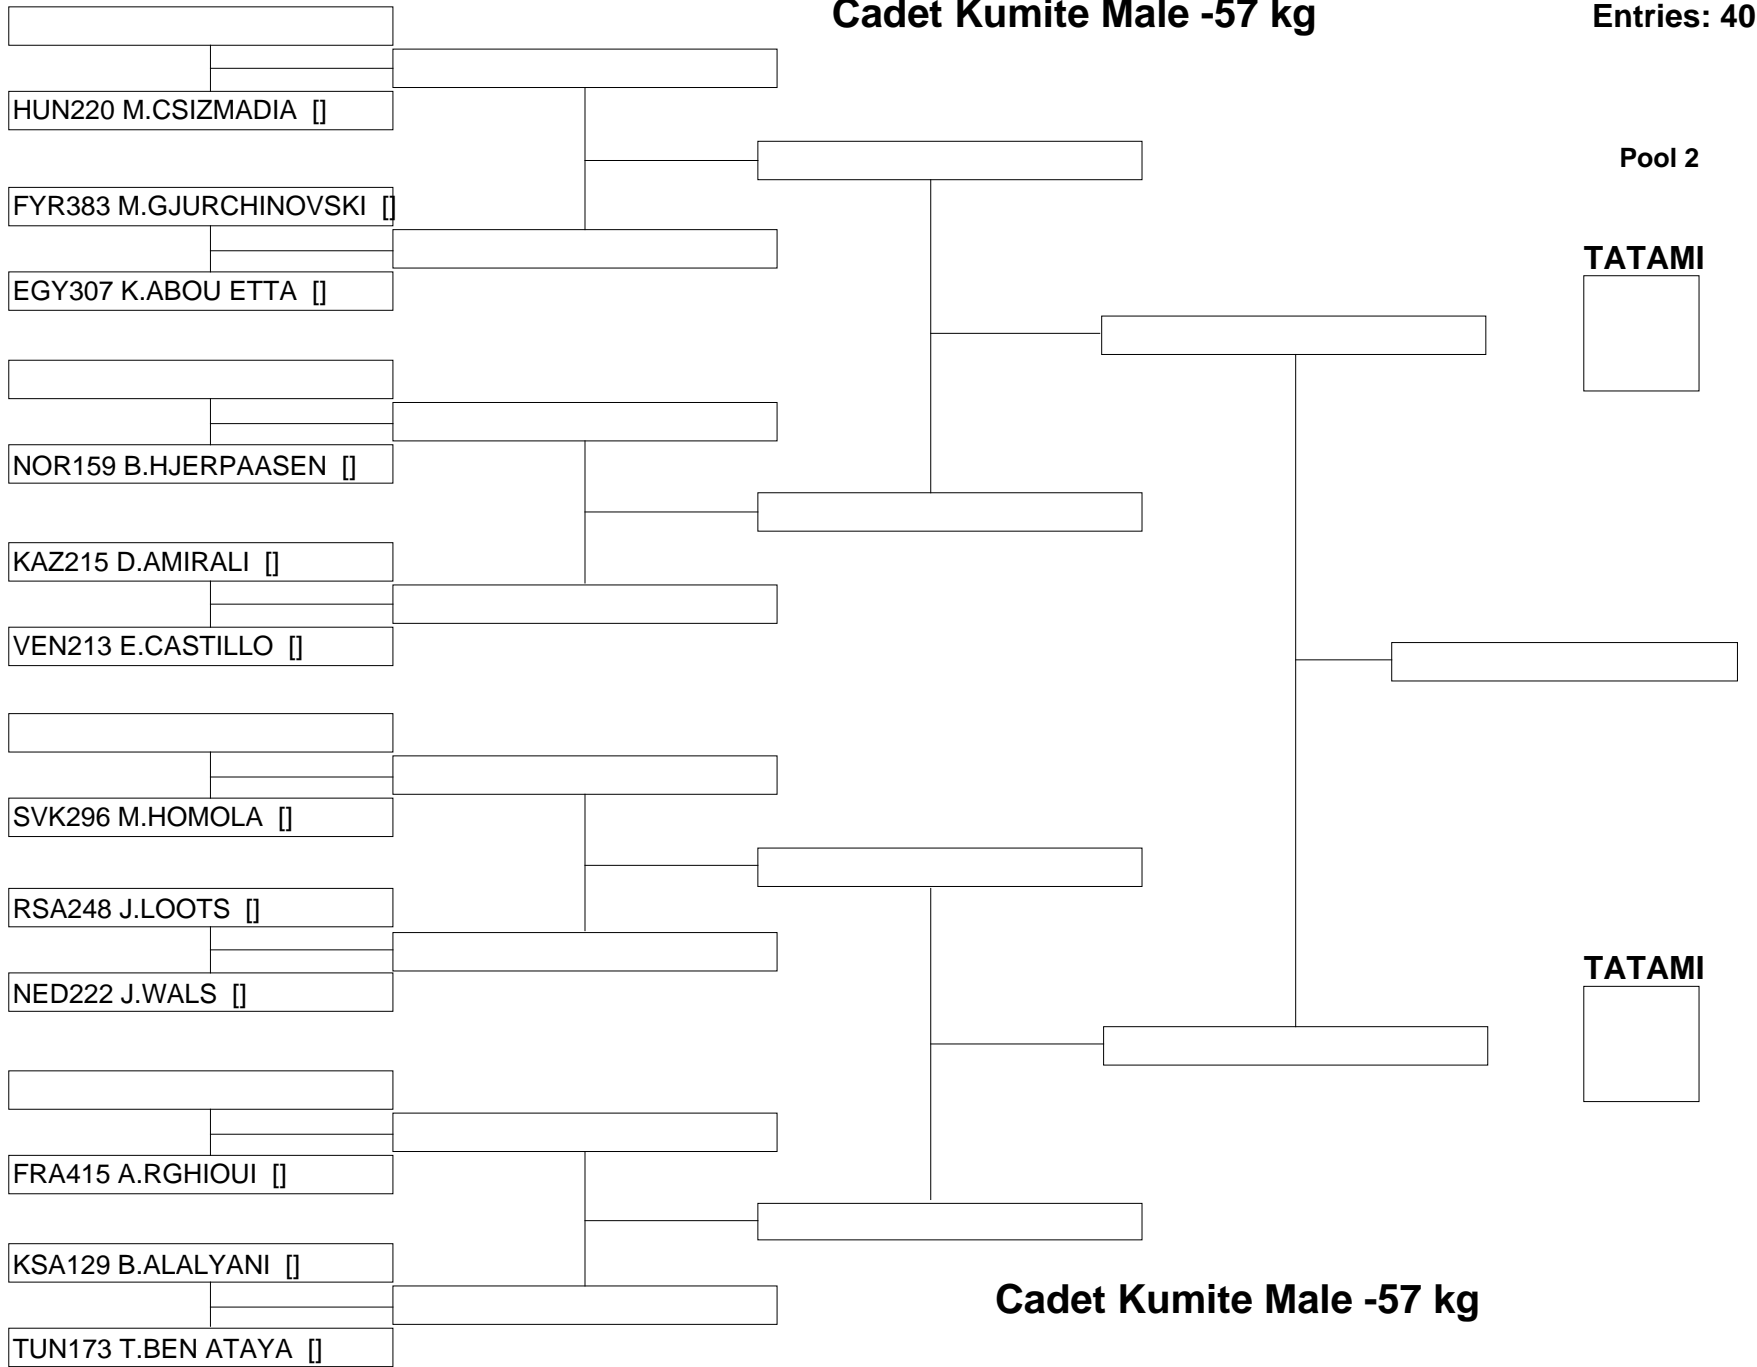 Cadet Kumite Male -57 kg
Entries: 40
HUN220 M.CSIZMADIA []
Pool 2
FYR383 M.GJURCHINOVSKI []
TATAMI
EGY307 K.ABOU ETTA []
NOR159 B.HJERPAASEN []
KAZ215 D.AMIRALI []
VEN213 E.CASTILLO []
SVK296 M.HOMOLA []
RSA248 J.LOOTS []
TATAMI
NED222 J.WALS []
FRA415 A.RGHIOUI []
KSA129 B.ALALYANI []
Cadet Kumite Male -57 kg
TUN173 T.BEN ATAYA []